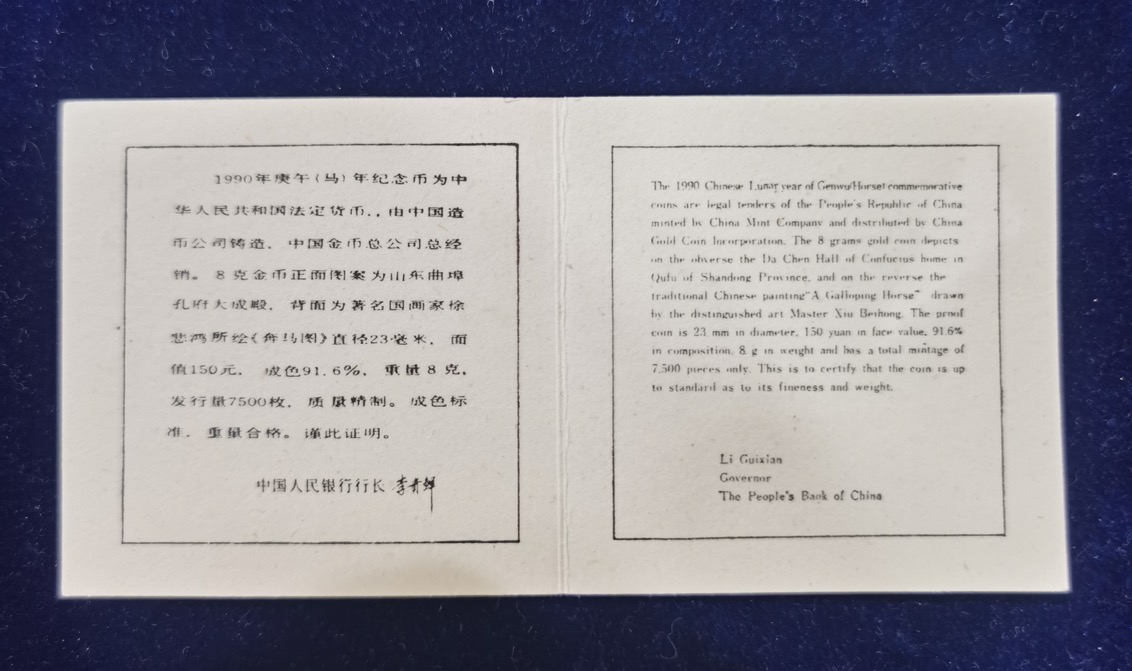 1990年庚午(马)年纪念币为中
华人民共和国法定货币.，由中国造
币公司铸造，中国金币总公司总经
销。8克金币正面图案为山东曲埠
孔府大成殿，背面为著名国画家徐
悲鸿所绘《奔马图》直径23毫米，面
值150元，成色91.6%，重量8克，
发行量7500枚，质量精制。成色标
准，重量合格。谨此证明。
中国人民银行行长 李贵鲜
The 1990 Chinese Lunar year of Genwu(Horse) commemorative
coins are legal tenders of the People's Republic of China
minted by China Mint Company and distributed by China
Gold Coin Incorporation. The 8 grams gold coin depicts
on the obverse the Da Chen Hall of Confucius home in
Qufu of Shandong Province, and on the reverse the
traditional Chinese painting"A Galloping Horse" drawn
by the distinguished art Master Xiu Beihong. The proof
coin is 23 mm in diameter, 150 yuan in face value, 91.6%
in composition, 8 g in weight and has a total mintage of
7,500 pieces only. This is to certify that the coin is up
to standard as to its fineness and weight.
Li Guixian
Governor
The People's Bank of China